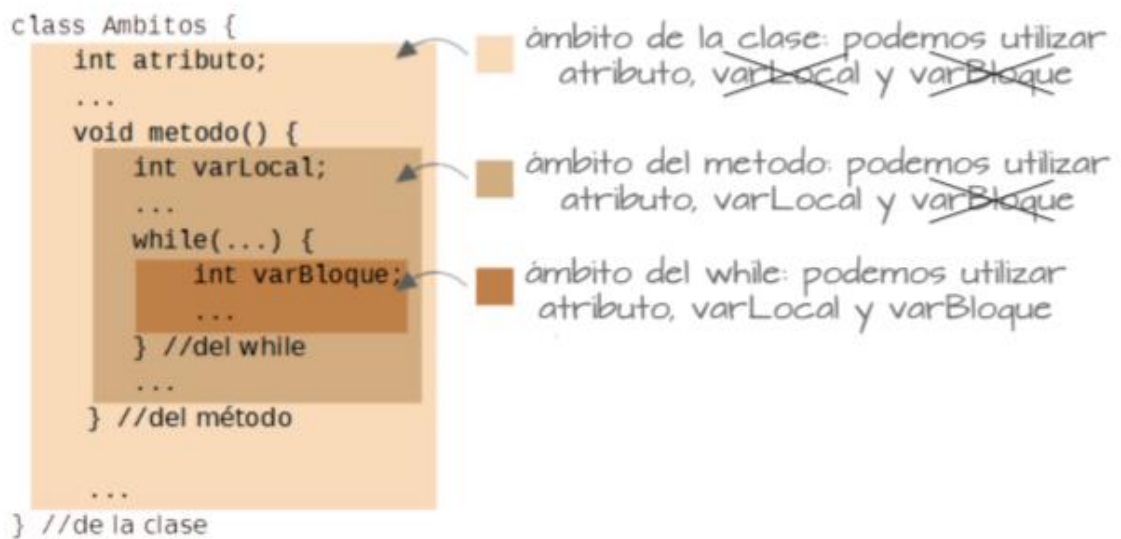 class Ambitos {
int atributo;
...
void metodo() {
int varLocal;
...
while(...) {
int varBloque;
...
} //del while
...
} //del método
...
} //de la clase
ámbito de la clase: podemos utilizar
atributo, varLocal y varBloque
ámbito del metodo: podemos utilizar
atributo, varLocal y varBloque
ámbito del while: podemos utilizar
atributo, varLocal y varBloque